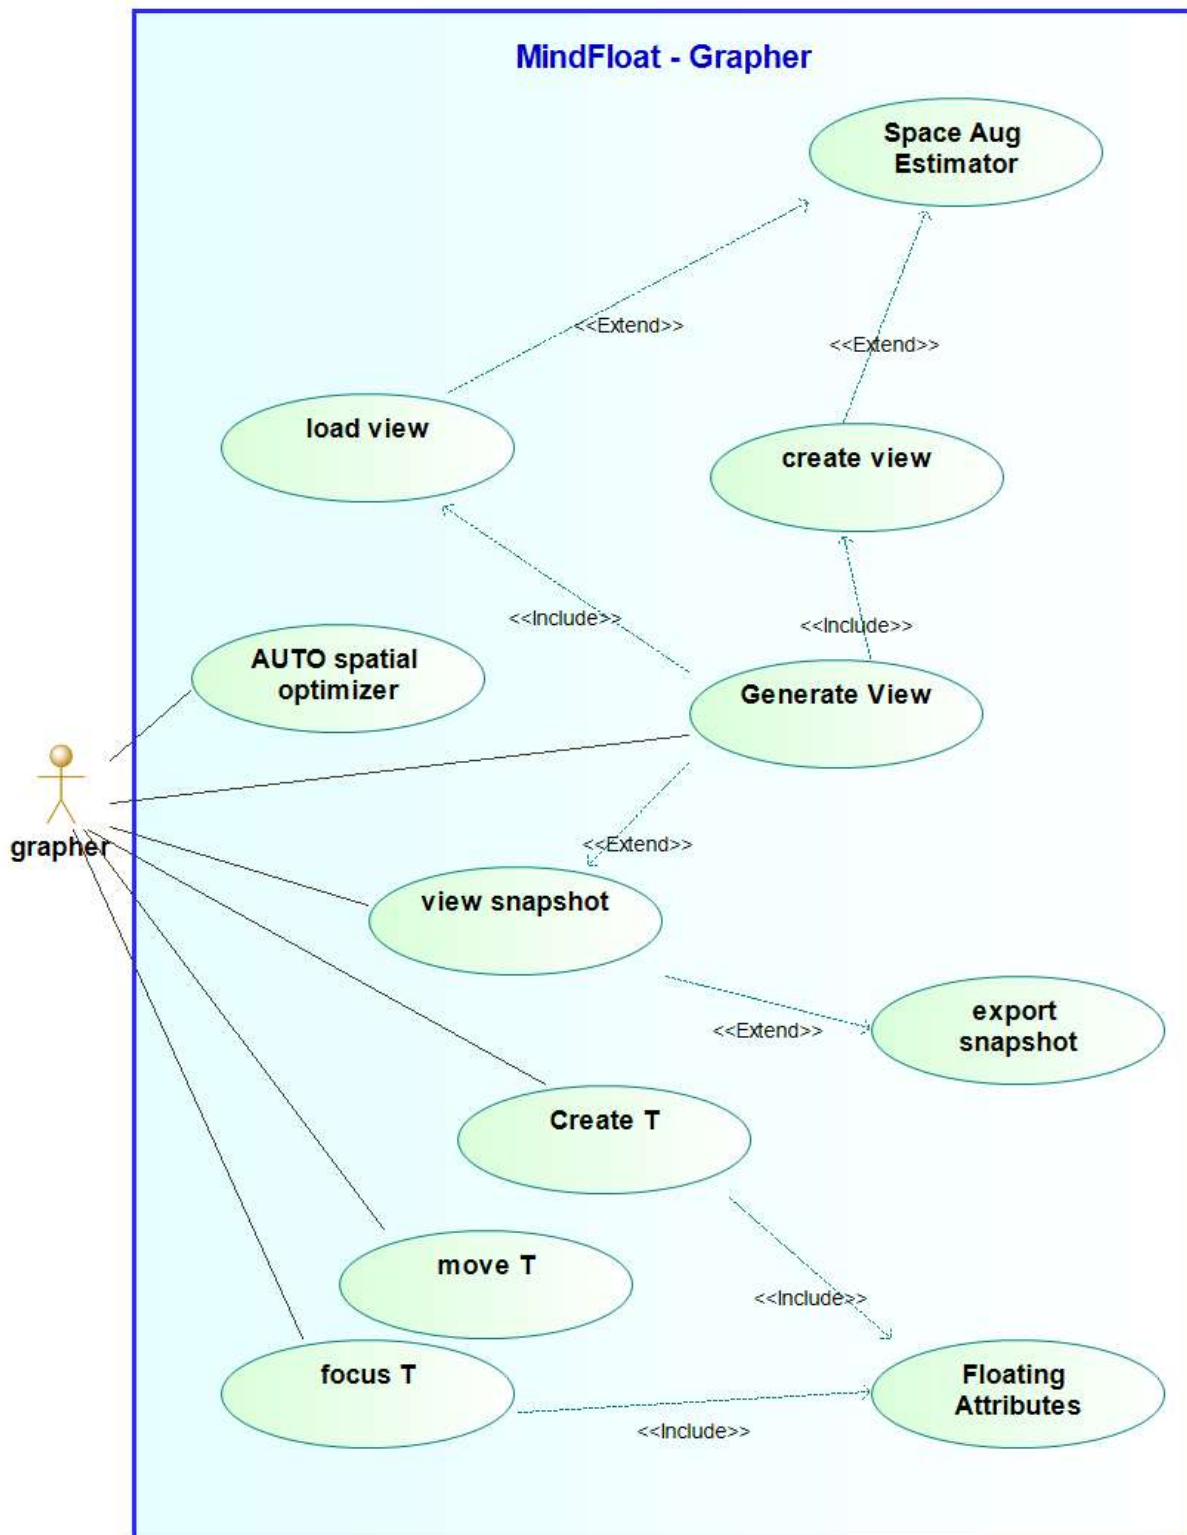 MindFloat - Grapher
Space Aug
Estimator
<<Extend>>
<<Extend>>
load view
create view
<<Include>>
<<Include>>
AUTO spatial
optimizer
Generate View
grapher
<<Extend>>
view snapshot
export
snapshot
<<Extend>>
Create T
move T
<<Include>>
focus T
Floating
Attributes
<<Include>>